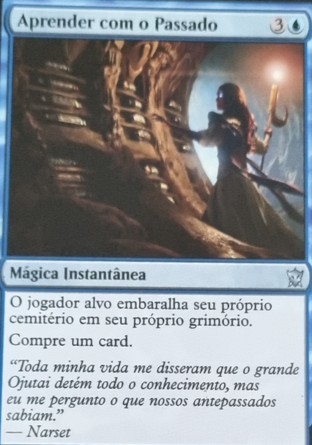 Aprender com o Passado
3
Mágica Instantânea
O jogador alvo embaralha seu próprio
cemitério em seu próprio grimório.
Compre um card.
“Toda minha vida me disseram que o grande
Ojutai detém todo o conhecimento, mas
eu me pergunto o que nossos antepassados
sabiam.”
— Narset